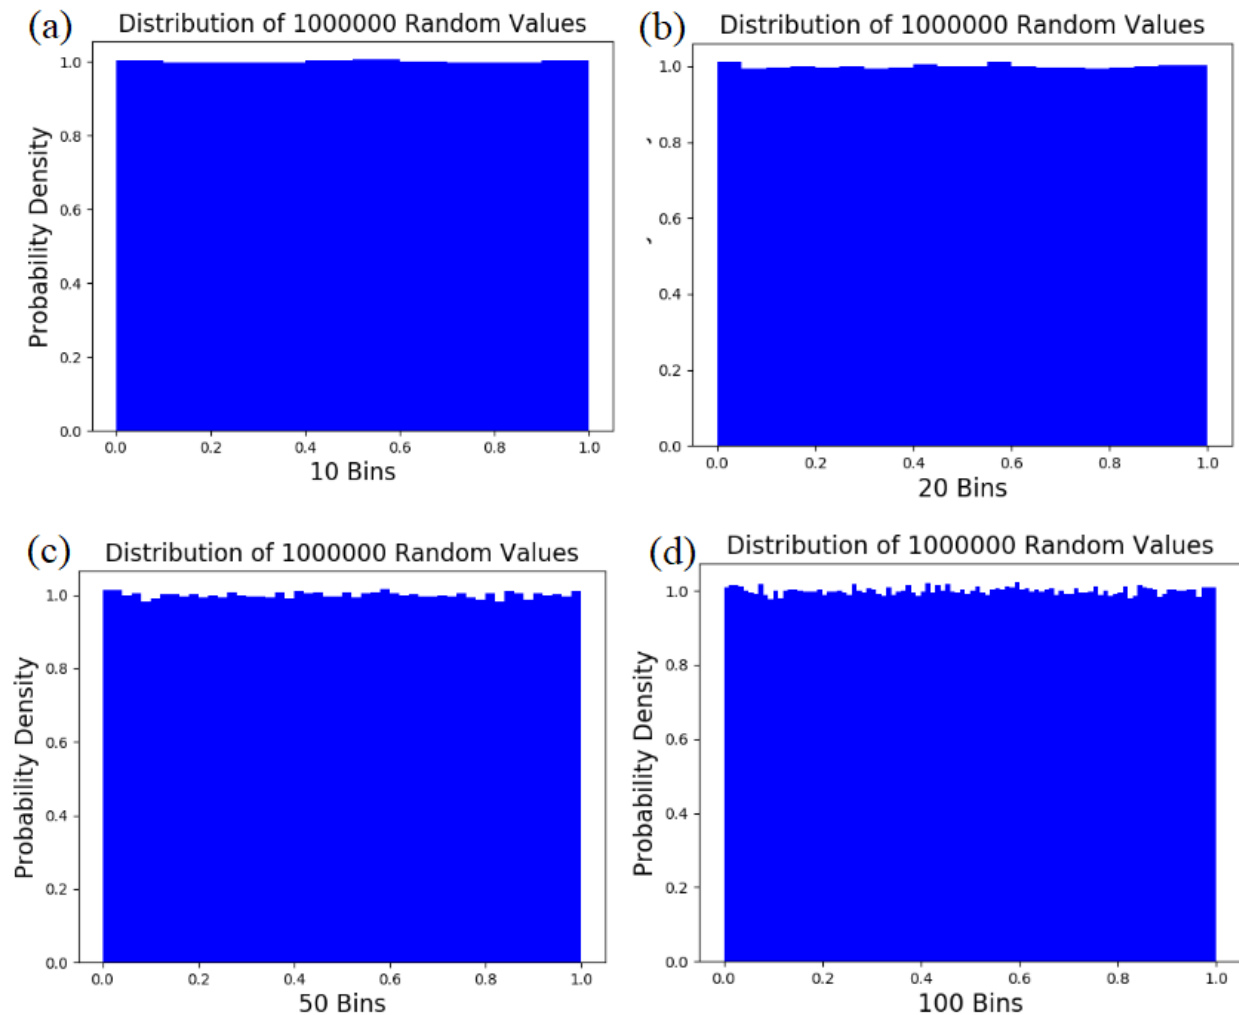 (a) Distribution of 1000000 Random Values
Probability Density
1.0
0.8
0.6
0.4
0.2
0.0
0.0 0.2 0.4 0.6 0.8 1.0
10 Bins
(b) Distribution of 1000000 Random Values
1.0
0.8
0.6
0.4
0.2
0.0
0.0 0.2 0.4 0.6 0.8 1.0
20 Bins
(c) Distribution of 1000000 Random Values
Probability Density
1.0
0.8
0.6
0.4
0.2
0.0
0.0 0.2 0.4 0.6 0.8 1.0
50 Bins
(d) Distribution of 1000000 Random Values
Probability Density
1.0
0.8
0.6
0.4
0.2
0.0
0.0 0.2 0.4 0.6 0.8 1.0
100 Bins